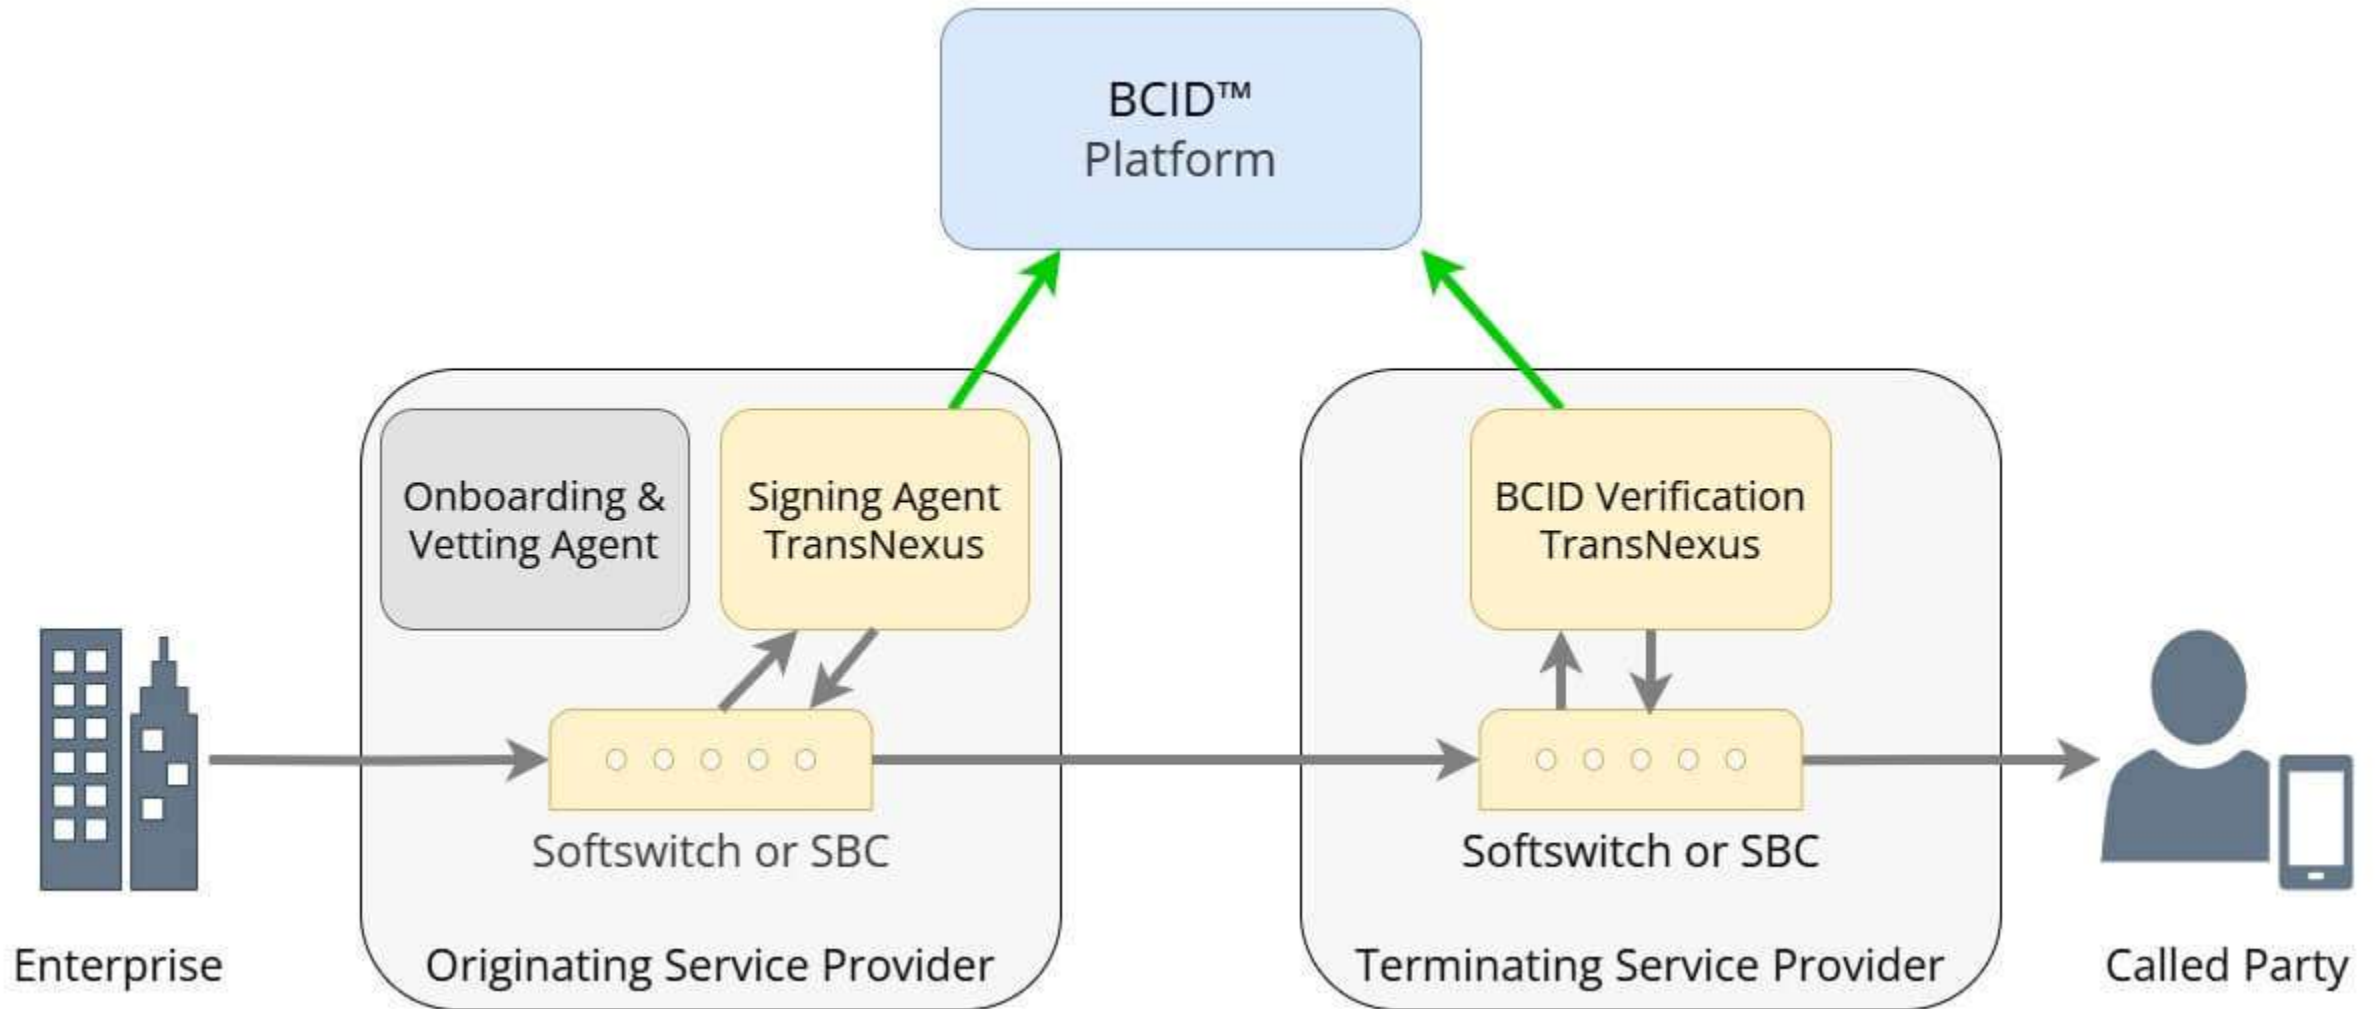 BCID™
Platform
Onboarding &
Vetting Agent
Signing Agent
TransNexus
BCID Verification
TransNexus
Softswitch or SBC
Softswitch or SBC
Enterprise
Originating Service Provider
Terminating Service Provider
Called Party